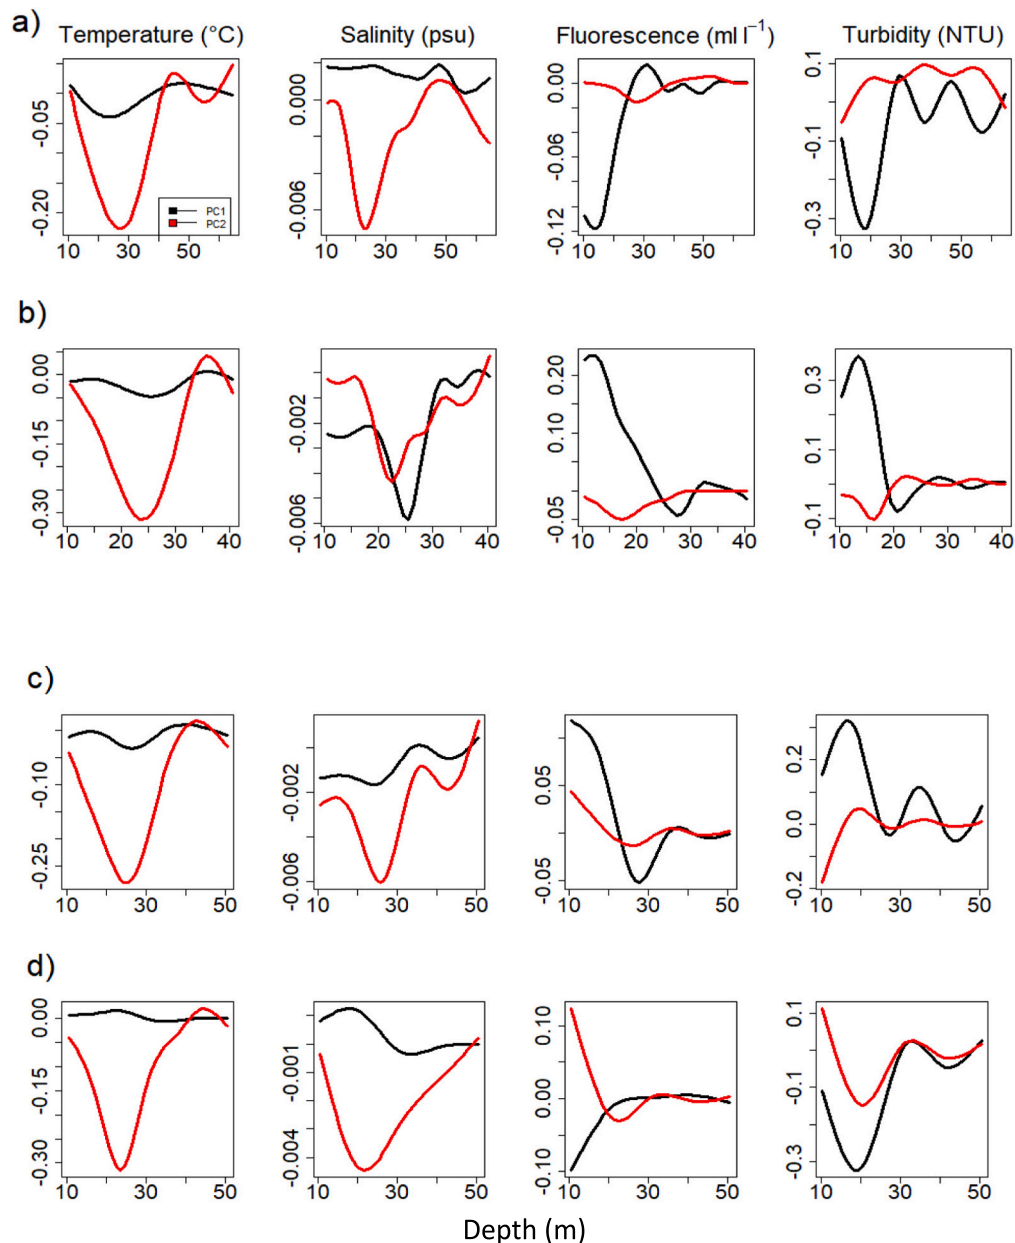 a)
Temperature (°C) Salinity (psu) Fluorescence (ml l⁻¹) Turbidity (NTU)
-0.05 -0.20
PC1
PC2
10 30 50
0.000 -0.006
10 30 50
0.00 -0.06 -0.12
10 30 50
0.1 -0.1 -0.3
10 30 50
b)
0.00 -0.15 -0.30
10 20 30 40
-0.002 -0.006
10 20 30 40
0.20 0.10 -0.05
10 20 30 40
0.3 0.1 -0.1
10 20 30 40
c)
-0.10 -0.25
10 30 50
-0.002 -0.006
10 30 50
0.05 -0.05
10 30 50
0.2 0.0 -0.2
10 30 50
d)
0.00 -0.15 -0.30
10 30 50
-0.001 -0.004
10 30 50
0.10 0.00 -0.10
10 30 50
0.1 -0.1 -0.3
10 30 50
Depth (m)